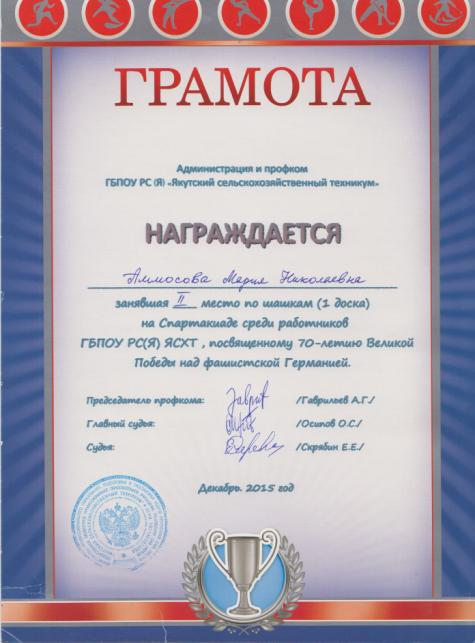 ГРАМОТА
Администрация и профком
ГБПОУ РС (Я) «Якутский сельскохозяйственный техникум»
НАГРАЖДАЕТСЯ
Аммосова Мария Николаевна
занявшая II место по шашкам (1 доска)
на Спартакиаде среди работников
ГБПОУ РС(Я) ЯСХТ , посвященному 70-летию Великой
Победы над фашистской Германией.
Председатель профкома: /Гаврильев А.Г./
Главный судья: /Осипов О.С./
Судья: /Скрябин Е.Е./
Декабрь. 2015 год